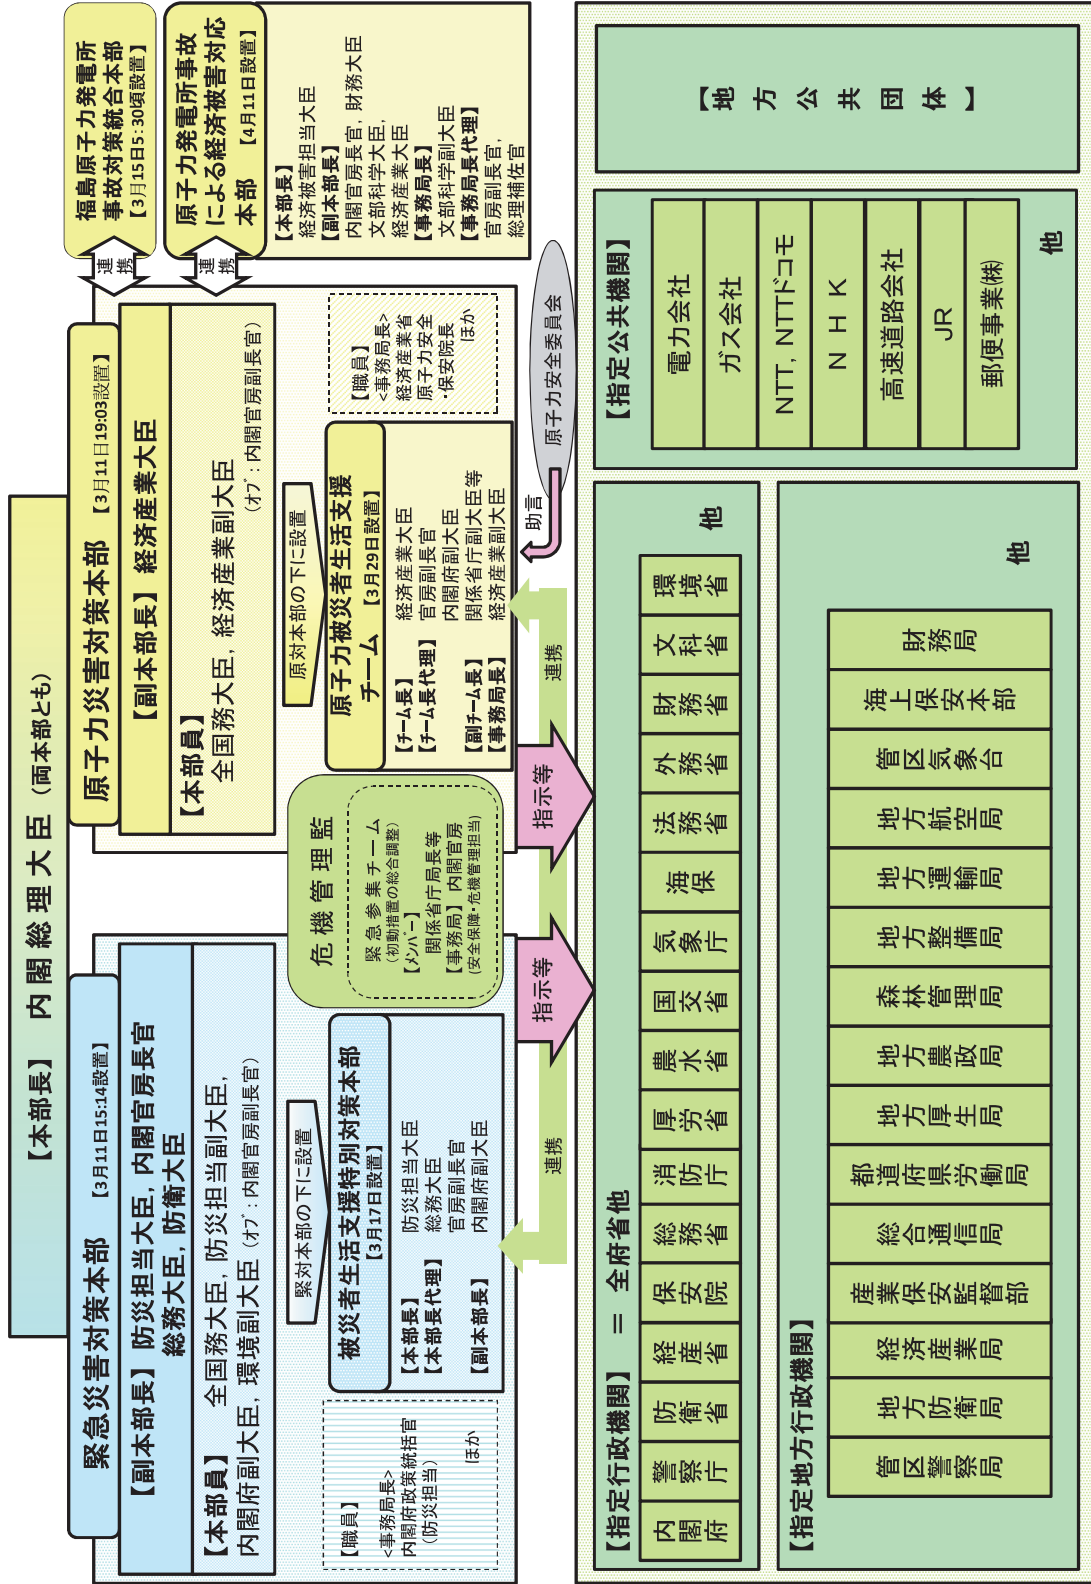 【本部長】 内閣総理大臣（両本部とも）
緊急災害対策本部 【3月11日15:14設置】
【副本部長】防災担当大臣，内閣官房長官
総務大臣，防衛大臣
【本部員】 全国務大臣，防災担当副大臣，
内閣府副大臣，環境副大臣（オブ：内閣官房副長官）
緊対本部の下に設置
被災者生活支援特別対策本部
【3月17日設置】
【本部長】 防災担当大臣
【本部長代理】 総務大臣
官房副長官
【副本部長】 内閣府副大臣
【職員】
<事務局長>
内閣府政策統括官
（防災担当）
ほか
危機管理監
緊急参集チーム
（初動措置の総合調整）
【メンバー】
関係省庁局長等
【事務局】内閣官房
(安全保障・危機管理担当)
原子力災害対策本部 【3月11日19:03設置】
【副本部長】経済産業大臣
【本部員】
全国務大臣，経済産業副大臣
（オブ：内閣官房副長官）
原対本部の下に設置
原子力被災者生活支援
チーム 【3月29日設置】
【チーム長】 経済産業大臣
【チーム長代理】 官房副長官
内閣府副大臣
【副チーム長】 関係省庁副大臣等
【事務局長】 経済産業副大臣
【職員】
<事務局長>
経済産業省
原子力安全
・保安院長
ほか
連携
連携
福島原子力発電所
事故対策統合本部
【3月15日5:30頃設置】
原子力発電所事故
による経済被害対応
本部 【4月11日設置】
【本部長】
経済被害担当大臣
【副本部長】
内閣官房長官，財務大臣
文部科学大臣，
経済産業大臣
【事務局長】
文部科学副大臣
【事務局長代理】
官房副長官，
総理補佐官
原子力安全委員会
助言
連携
連携
指示等
指示等
【指定行政機関】 ＝ 全府省他
内閣府
警察庁
防衛省
経産省
保安院
総務省
消防庁
厚労省
農水省
国交省
気象庁
海保
法務省
外務省
財務省
文科省
環境省
他
【指定地方行政機関】
管区警察局
地方防衛局
経済産業局
産業保安監督部
総合通信局
都道府県労働局
地方厚生局
地方農政局
森林管理局
地方整備局
地方運輸局
地方航空局
管区気象台
海上保安本部
財務局
他
【指定公共機関】
電力会社
ガス会社
NTT，NTTドコモ
ＮＨＫ
高速道路会社
JR
郵便事業㈱
他
【地方公共団体】